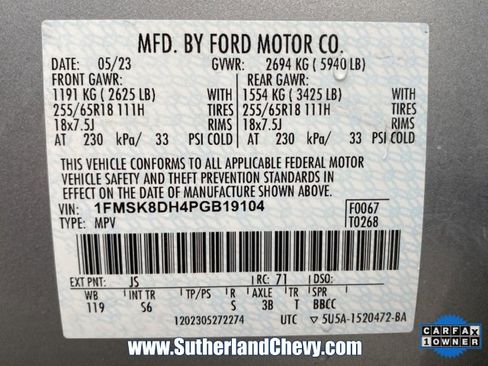 MFD. BY FORD MOTOR CO.
DATE: 05/23 GVWR: 2694 KG ( 5940 LB)
FRONT GAWR: REAR GAWR:
1191 KG ( 2625 LB) WITH 1554 KG ( 3425 LB) WITH
255/65R18 111H TIRES 255/65R18 111H TIRES
18x7.5J RIMS 18x7.5J RIMS
AT 230 kPa/ 33 PSI COLD AT 230 kPa/ 33 PSI COLD
THIS VEHICLE CONFORMS TO ALL APPLICABLE FEDERAL MOTOR
VEHICLE SAFETY AND THEFT PREVENTION STANDARDS IN
EFFECT ON THE DATE OF MANUFACTURE SHOWN ABOVE.
VIN: 1FMSK8DH4PGB19104 F0067
TYPE: MPV T0268
EXT PNT: JS RC: 71 DSO:
WB INT TR TP/PS R AXLE TR SPR
119 S6 S 3B T BBCC
1202305272274 UTC ▽ 5U5A-1520472-BA
www.SutherlandChevy.com
CARFAX
1 OWNER